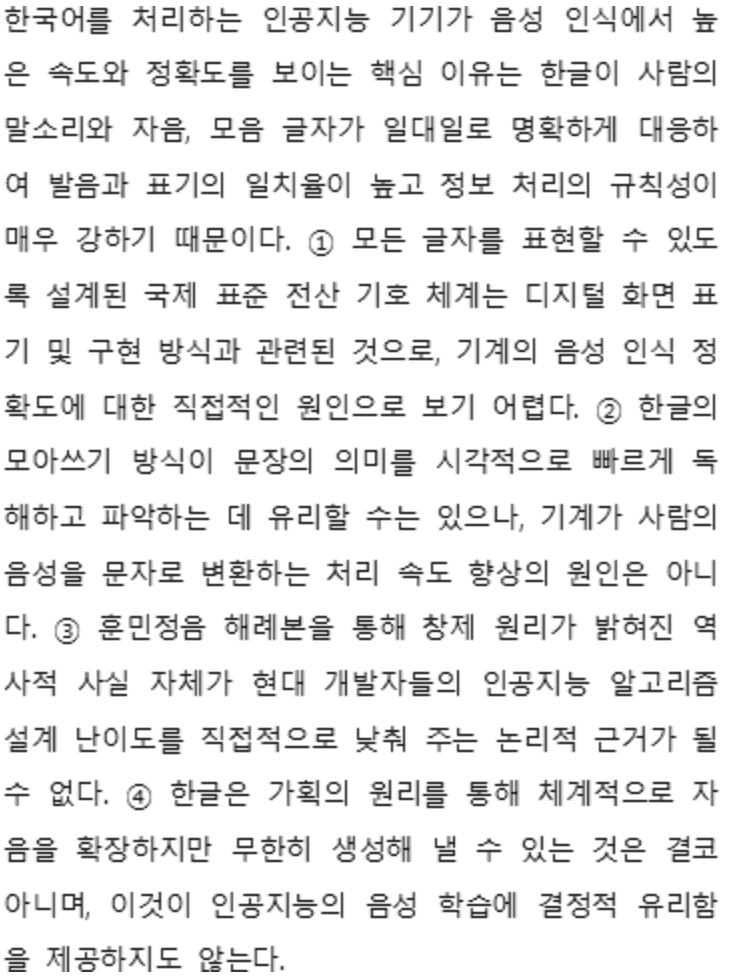 한국어를 처리하는 인공지능 기기가 음성 인식에서 높
은 속도와 정확도를 보이는 핵심 이유는 한글이 사람의
말소리와 자음, 모음 글자가 일대일로 명확하게 대응하
여 발음과 표기의 일치율이 높고 정보 처리의 규칙성이
매우 강하기 때문이다. ① 모든 글자를 표현할 수 있도
록 설계된 국제 표준 전산 기호 체계는 디지털 화면 표
기 및 구현 방식과 관련된 것으로, 기계의 음성 인식 정
확도에 대한 직접적인 원인으로 보기 어렵다. ② 한글의
모아쓰기 방식이 문장의 의미를 시각적으로 빠르게 독
해하고 파악하는 데 유리할 수는 있으나, 기계가 사람의
음성을 문자로 변환하는 처리 속도 향상의 원인은 아니
다. ③ 훈민정음 해례본을 통해 창제 원리가 밝혀진 역
사적 사실 자체가 현대 개발자들의 인공지능 알고리즘
설계 난이도를 직접적으로 낮춰 주는 논리적 근거가 될
수 없다. ④ 한글은 가획의 원리를 통해 체계적으로 자
음을 확장하지만 무한히 생성해 낼 수 있는 것은 결코
아니며, 이것이 인공지능의 음성 학습에 결정적 유리함
을 제공하지도 않는다.